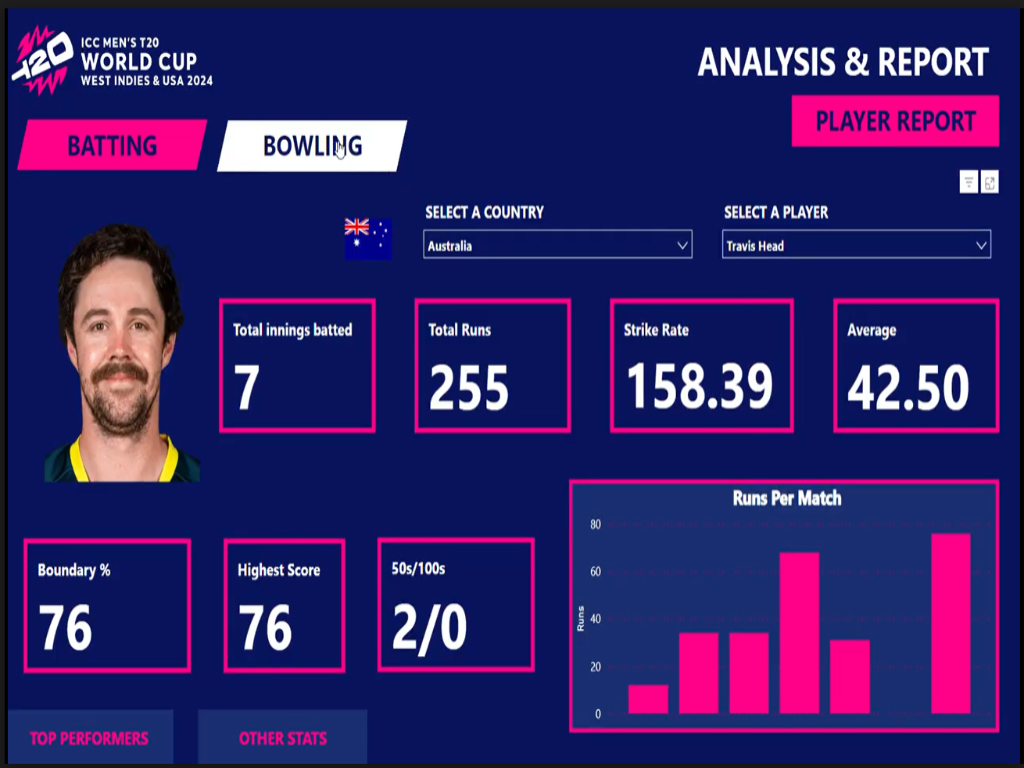 T20
ICC MEN'S T20
WORLD CUP
WEST INDIES & USA 2024
ANALYSIS & REPORT
PLAYER REPORT
BATTING
BOWLING
SELECT A COUNTRY
SELECT A PLAYER
Australia
Travis Head
Total innings batted
7
Total Runs
255
Strike Rate
158.39
Average
42.50
Boundary %
76
Highest Score
76
50s/100s
2/0
Runs Per Match
Runs
80
60
40
20
0
TOP PERFORMERS
OTHER STATS